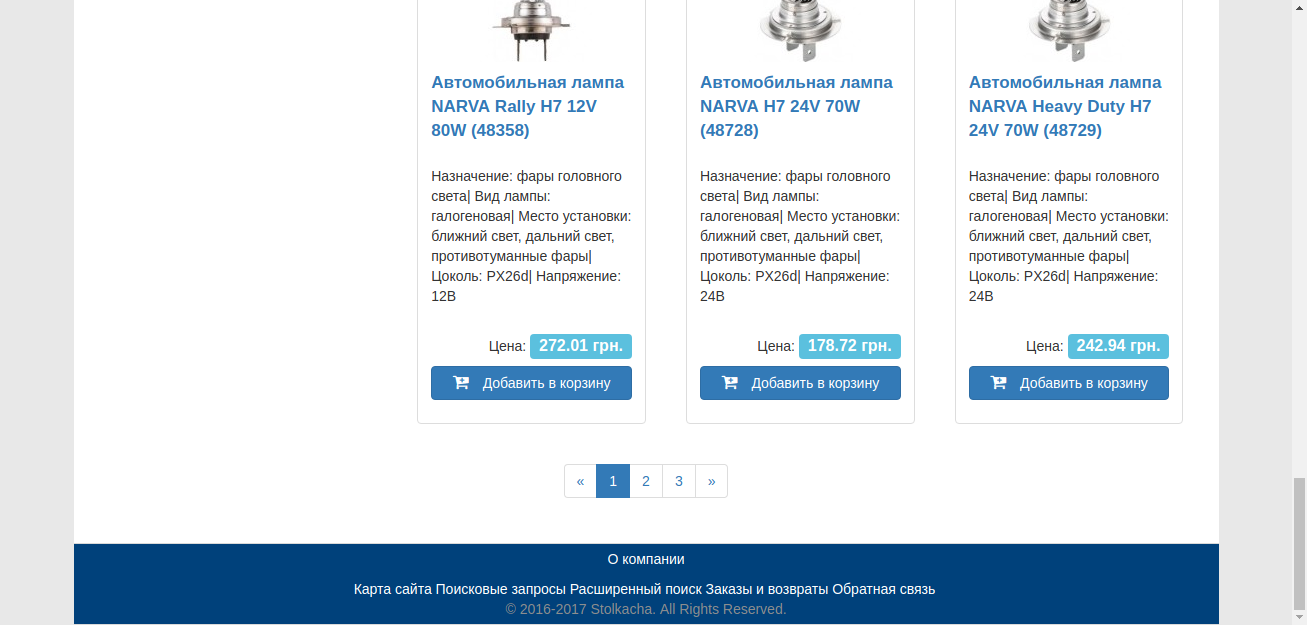 Автомобильная лампа
NARVA Rally H7 12V
80W (48358)
Назначение: фары головного
света| Вид лампы:
галогеновая| Место установки:
ближний свет, дальний свет,
противотуманные фары|
Цоколь: PX26d| Напряжение:
12В
Цена: 272.01 грн.
Добавить в корзину
Автомобильная лампа
NARVA H7 24V 70W
(48728)
Назначение: фары головного
света| Вид лампы:
галогеновая| Место установки:
ближний свет, дальний свет,
противотуманные фары|
Цоколь: PX26d| Напряжение:
24В
Цена: 178.72 грн.
Добавить в корзину
Автомобильная лампа
NARVA Heavy Duty H7
24V 70W (48729)
Назначение: фары головного
света| Вид лампы:
галогеновая| Место установки:
ближний свет, дальний свет,
противотуманные фары|
Цоколь: PX26d| Напряжение:
24В
Цена: 242.94 грн.
Добавить в корзину
« 1 2 3 »
О компании
Карта сайта Поисковые запросы Расширенный поиск Заказы и возвраты Обратная связь
© 2016-2017 Stolkacha. All Rights Reserved.